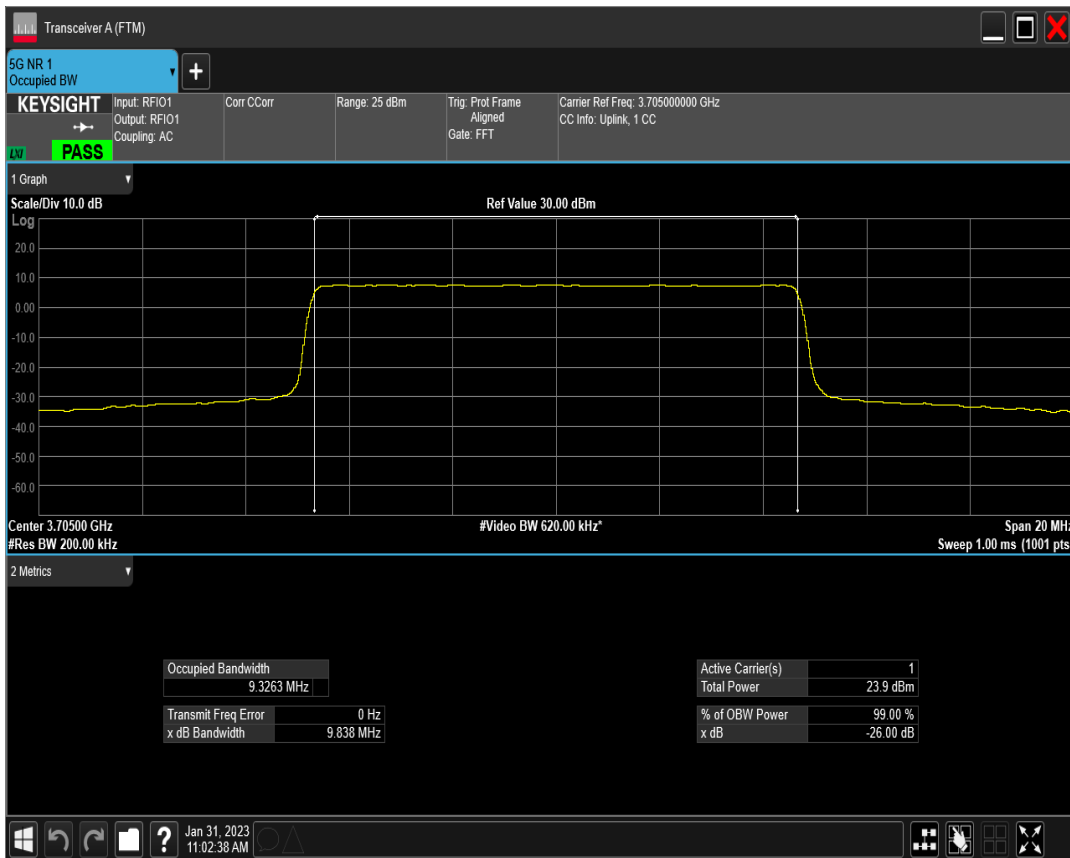 Transceiver A (FTM)
5G NR 1
Occupied BW
+
KEYSIGHT
LXI
PASS
Input: RFIO1
Output: RFIO1
Coupling: AC
Corr CCorr
Range: 25 dBm
Trig: Prot Frame
Aligned
Gate: FFT
Carrier Ref Freq: 3.705000000 GHz
CC Info: Uplink, 1 CC
1 Graph
Scale/Div 10.0 dB
Ref Value 30.00 dBm
Log
20.0
10.0
0.00
-10.0
-20.0
-30.0
-40.0
-50.0
-60.0
Center 3.70500 GHz
#Video BW 620.00 kHz*
Span 20 MHz
#Res BW 200.00 kHz
Sweep 1.00 ms (1001 pts
2 Metrics
Occupied Bandwidth
9.3263 MHz
Transmit Freq Error 0 Hz
x dB Bandwidth 9.838 MHz
Active Carrier(s) 1
Total Power 23.9 dBm
% of OBW Power 99.00 %
x dB -26.00 dB
?
Jan 31, 2023
11:02:38 AM